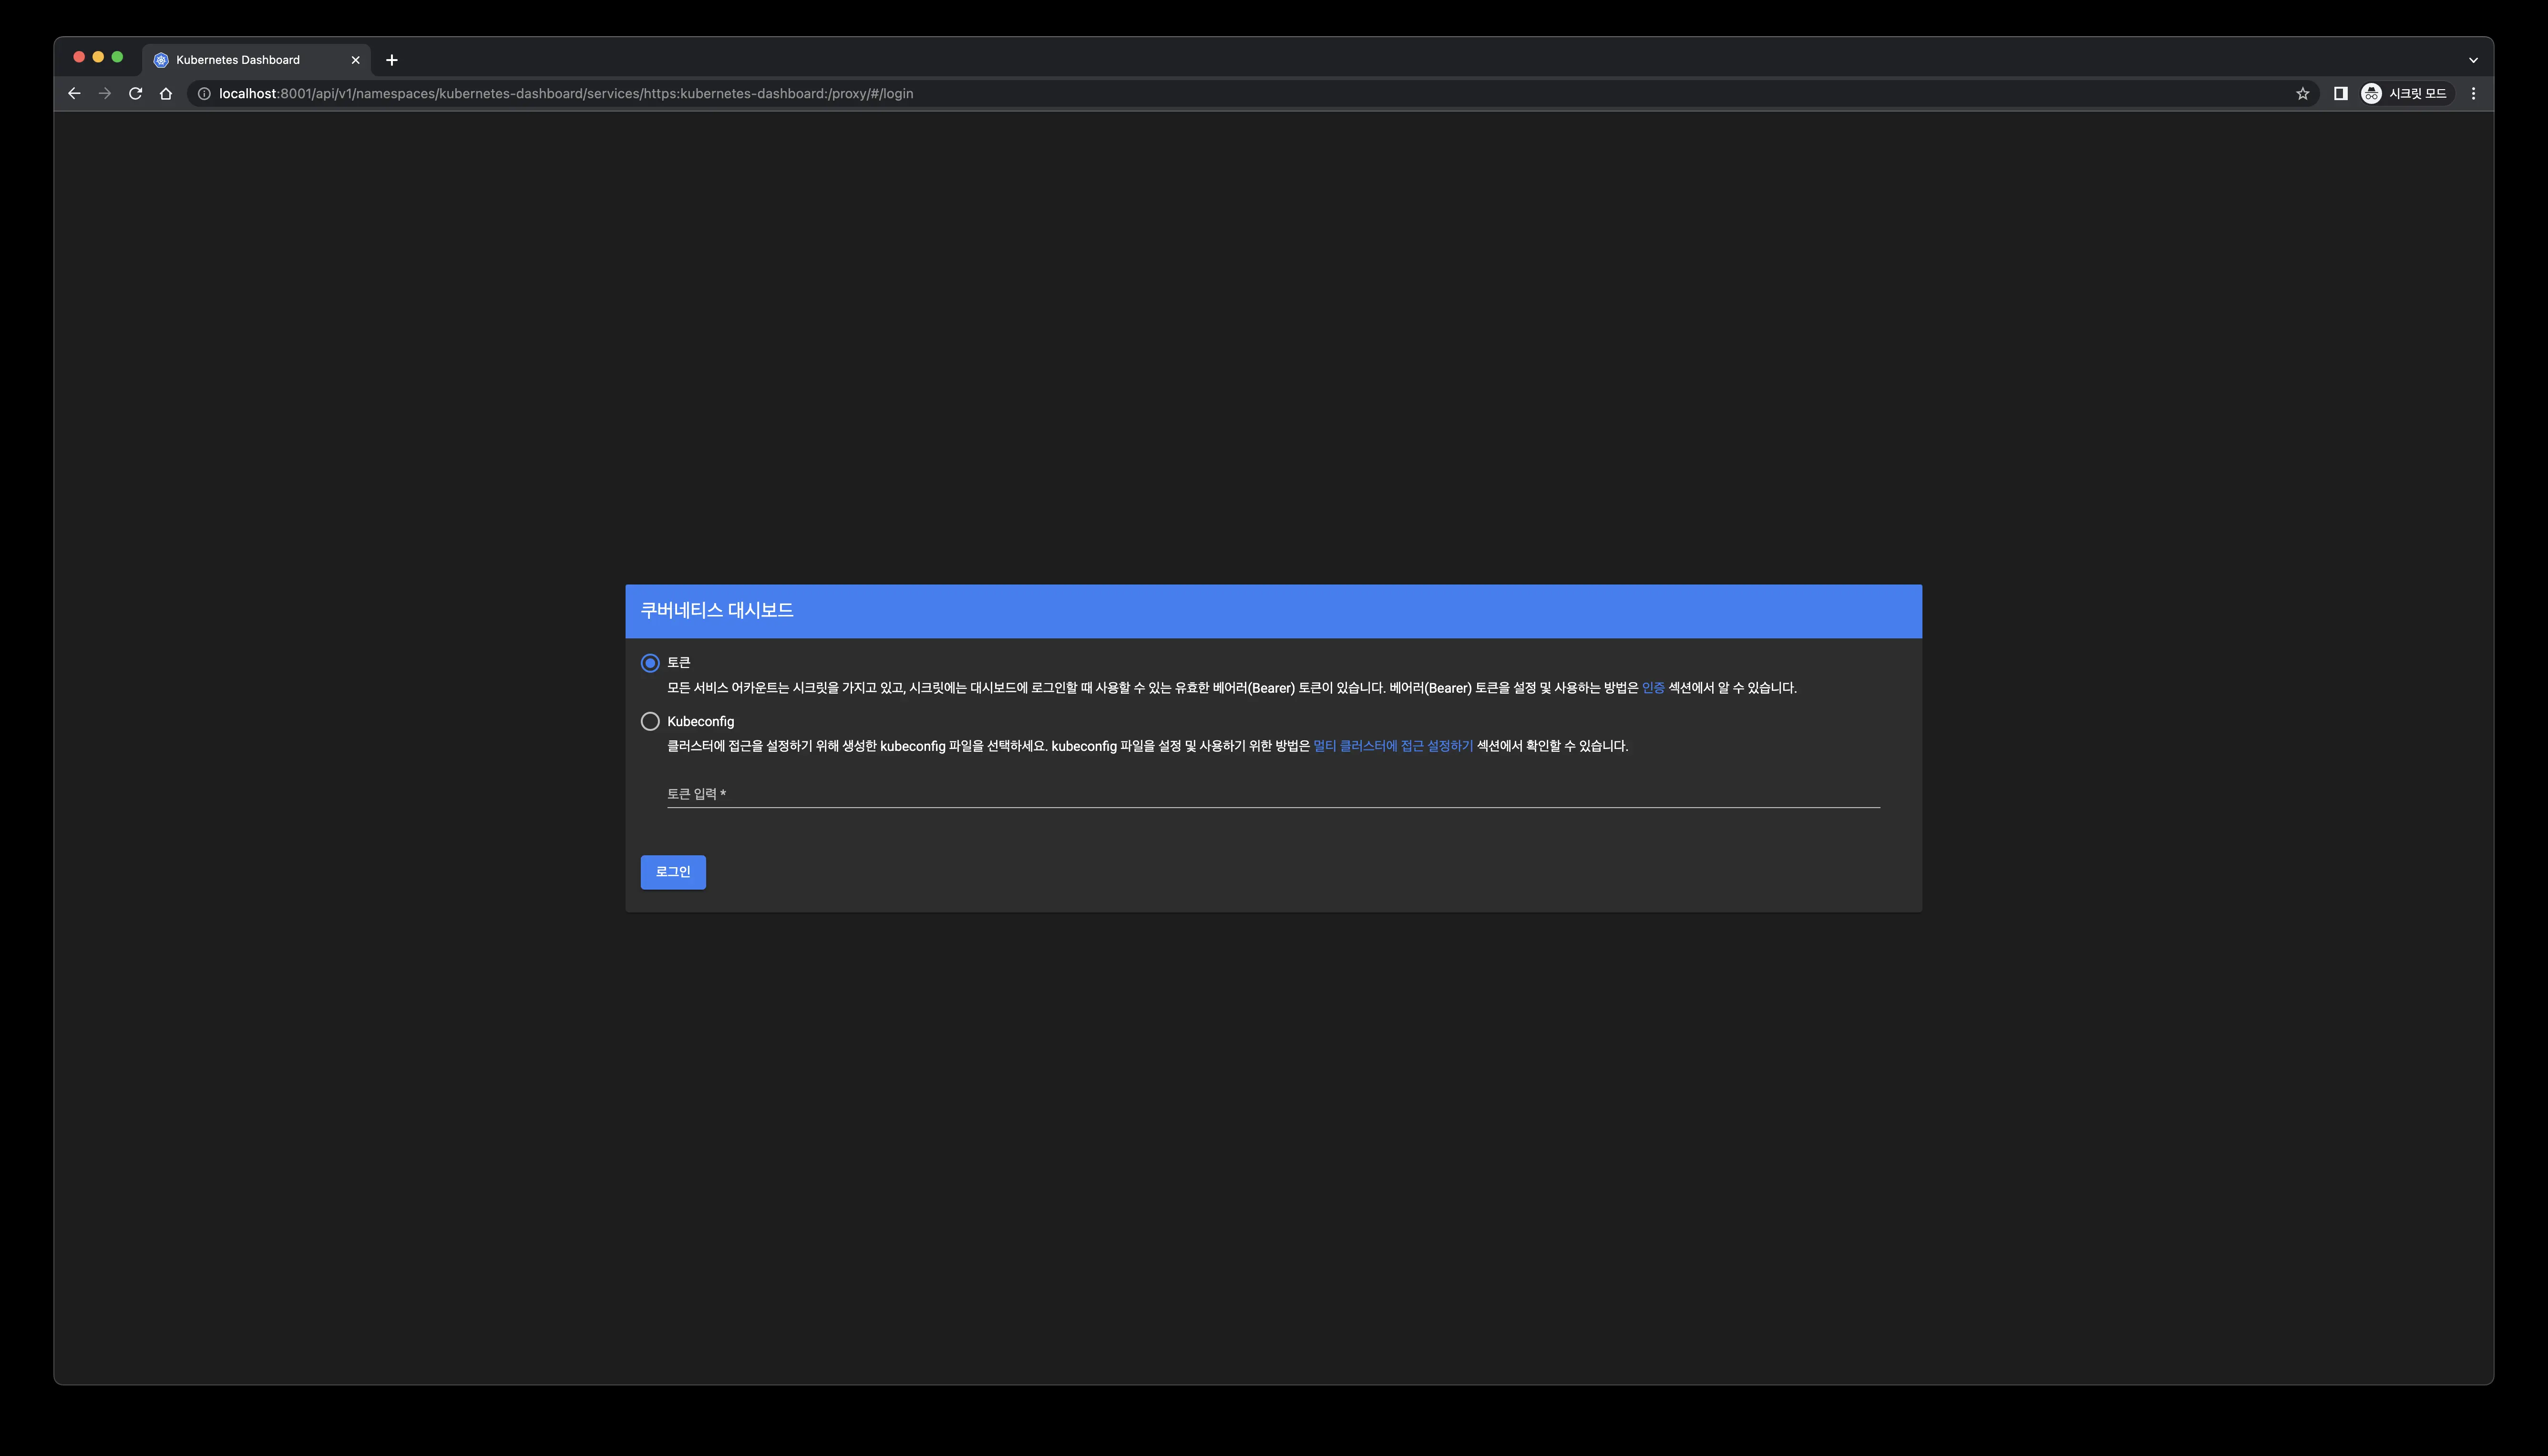 Kubernetes Dashboard
localhost:8001/api/v1/namespaces/kubernetes-dashboard/services/https:kubernetes-dashboard:/proxy/#/login
시크릿 모드
쿠버네티스 대시보드
토큰
모든 서비스 어카운트는 시크릿을 가지고 있고, 시크릿에는 대시보드에 로그인할 때 사용할 수 있는 유효한 베어러(Bearer) 토큰이 있습니다. 베어러(Bearer) 토큰을 설정 및 사용하는 방법은 인증 섹션에서 알 수 있습니다.
Kubeconfig
클러스터에 접근을 설정하기 위해 생성한 kubeconfig 파일을 선택하세요. kubeconfig 파일을 설정 및 사용하기 위한 방법은 멀티 클러스터에 접근 설정하기 섹션에서 확인할 수 있습니다.
토큰 입력 *
로그인